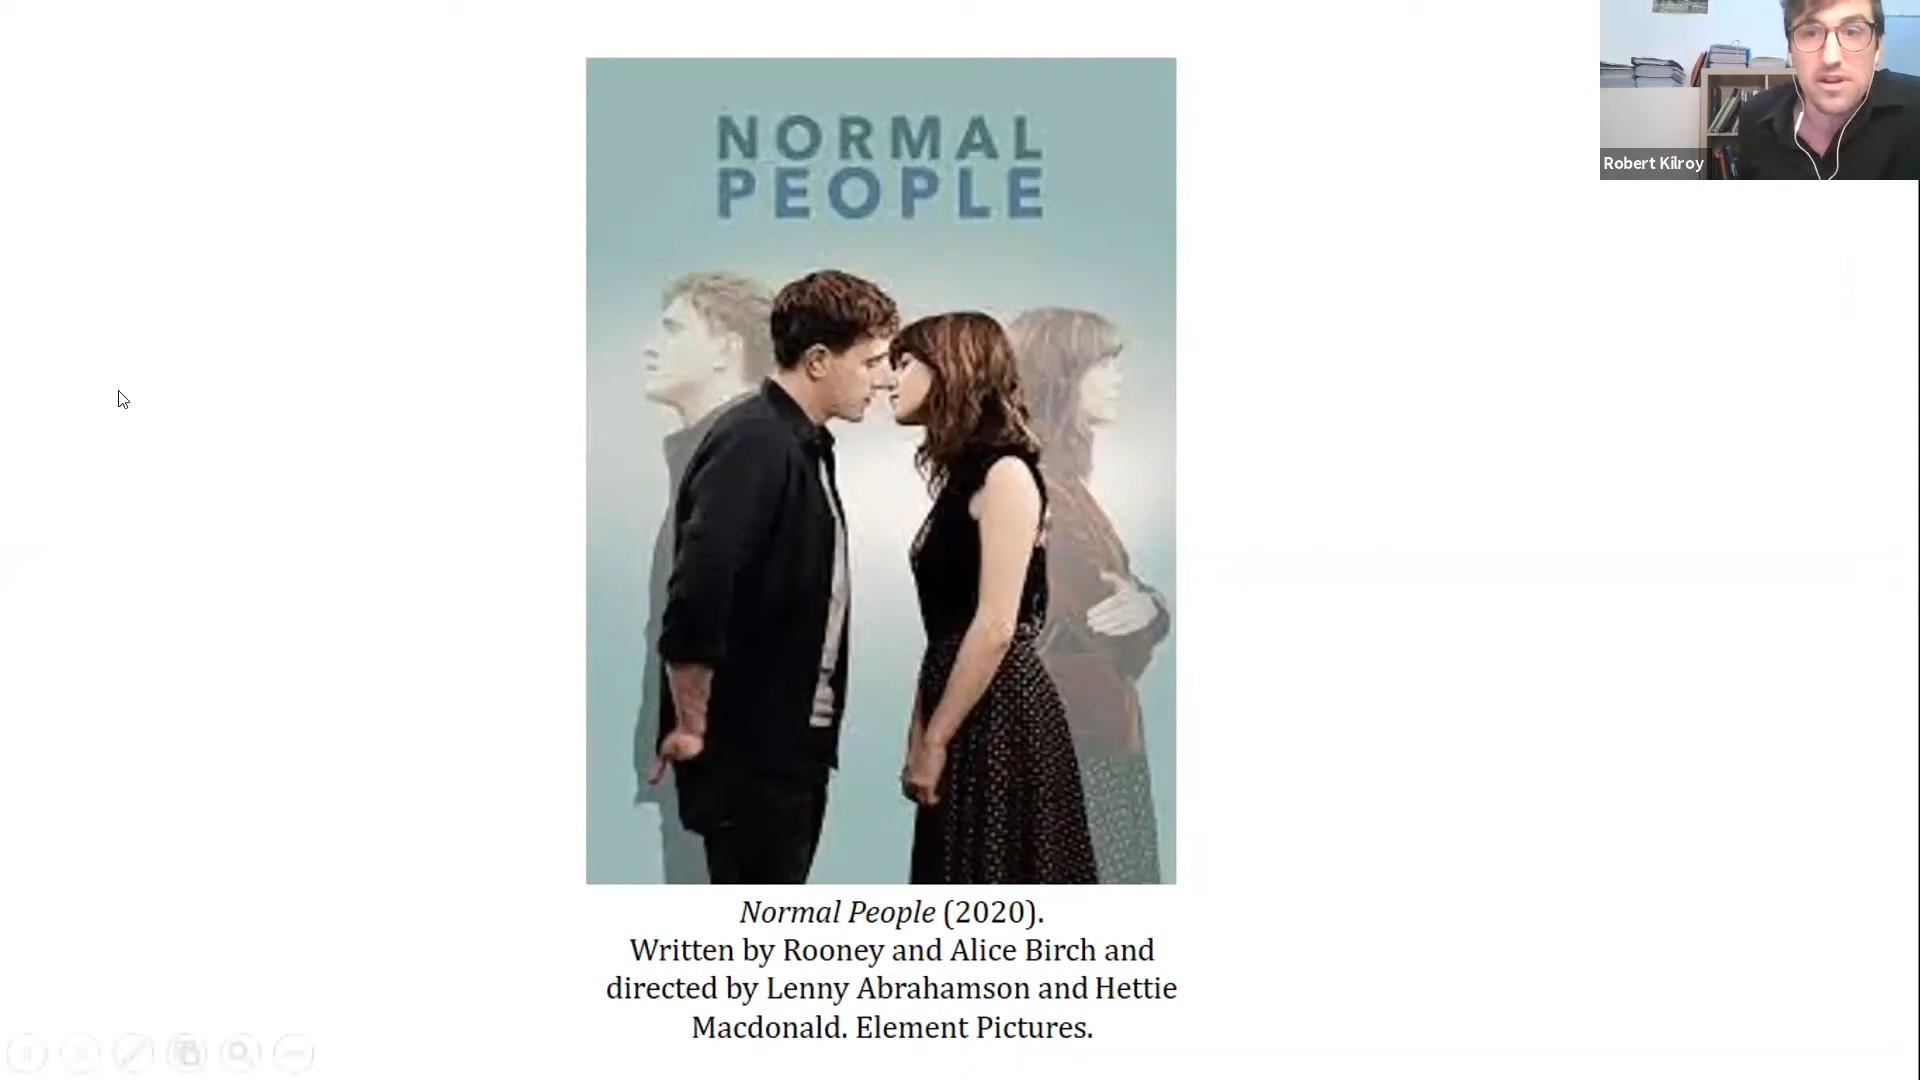 NORMAL
PEOPLE
Robert Kilroy
Normal People (2020).
Written by Rooney and Alice Birch and
directed by Lenny Abrahamson and Hettie
Macdonald. Element Pictures.